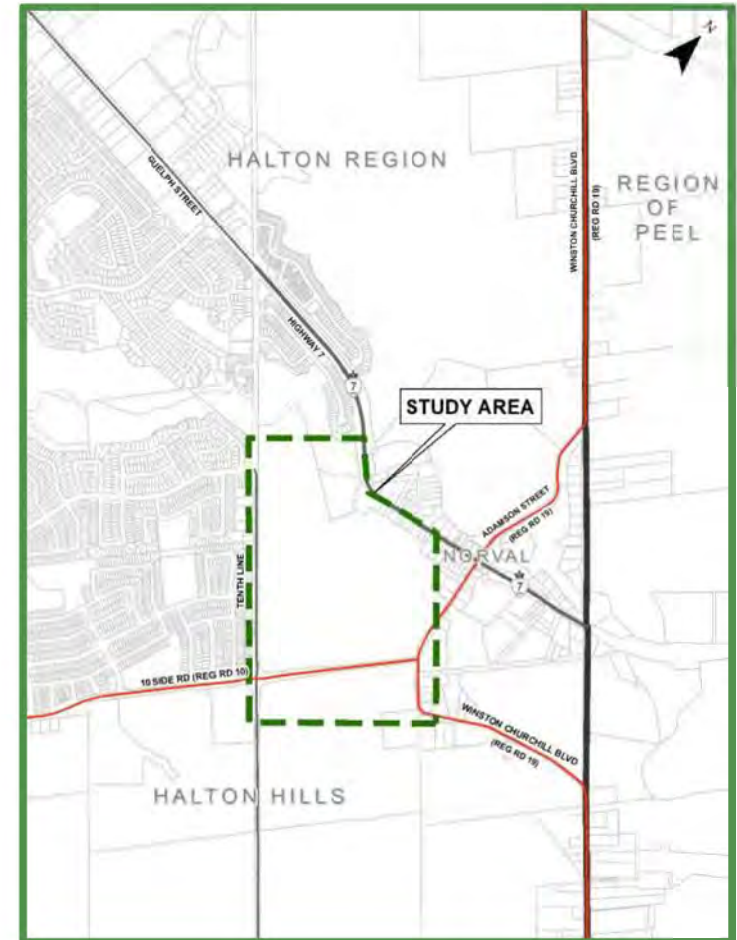 Z
HALTON REGION
GUELPH STREET
WINSTON CHURCHILL BLVD
(REG RD 19)
REGION
OF
PEEL
HIGHWAY 7
7
STUDY AREA
ADAMSON STREET
(REG RD 19)
NORVAL
7
TENTH LINE
10 SIDE RD (REG RD 10)
WINSTON CHURCHILL BLVD
(REG RD 19)
HALTON HILLS